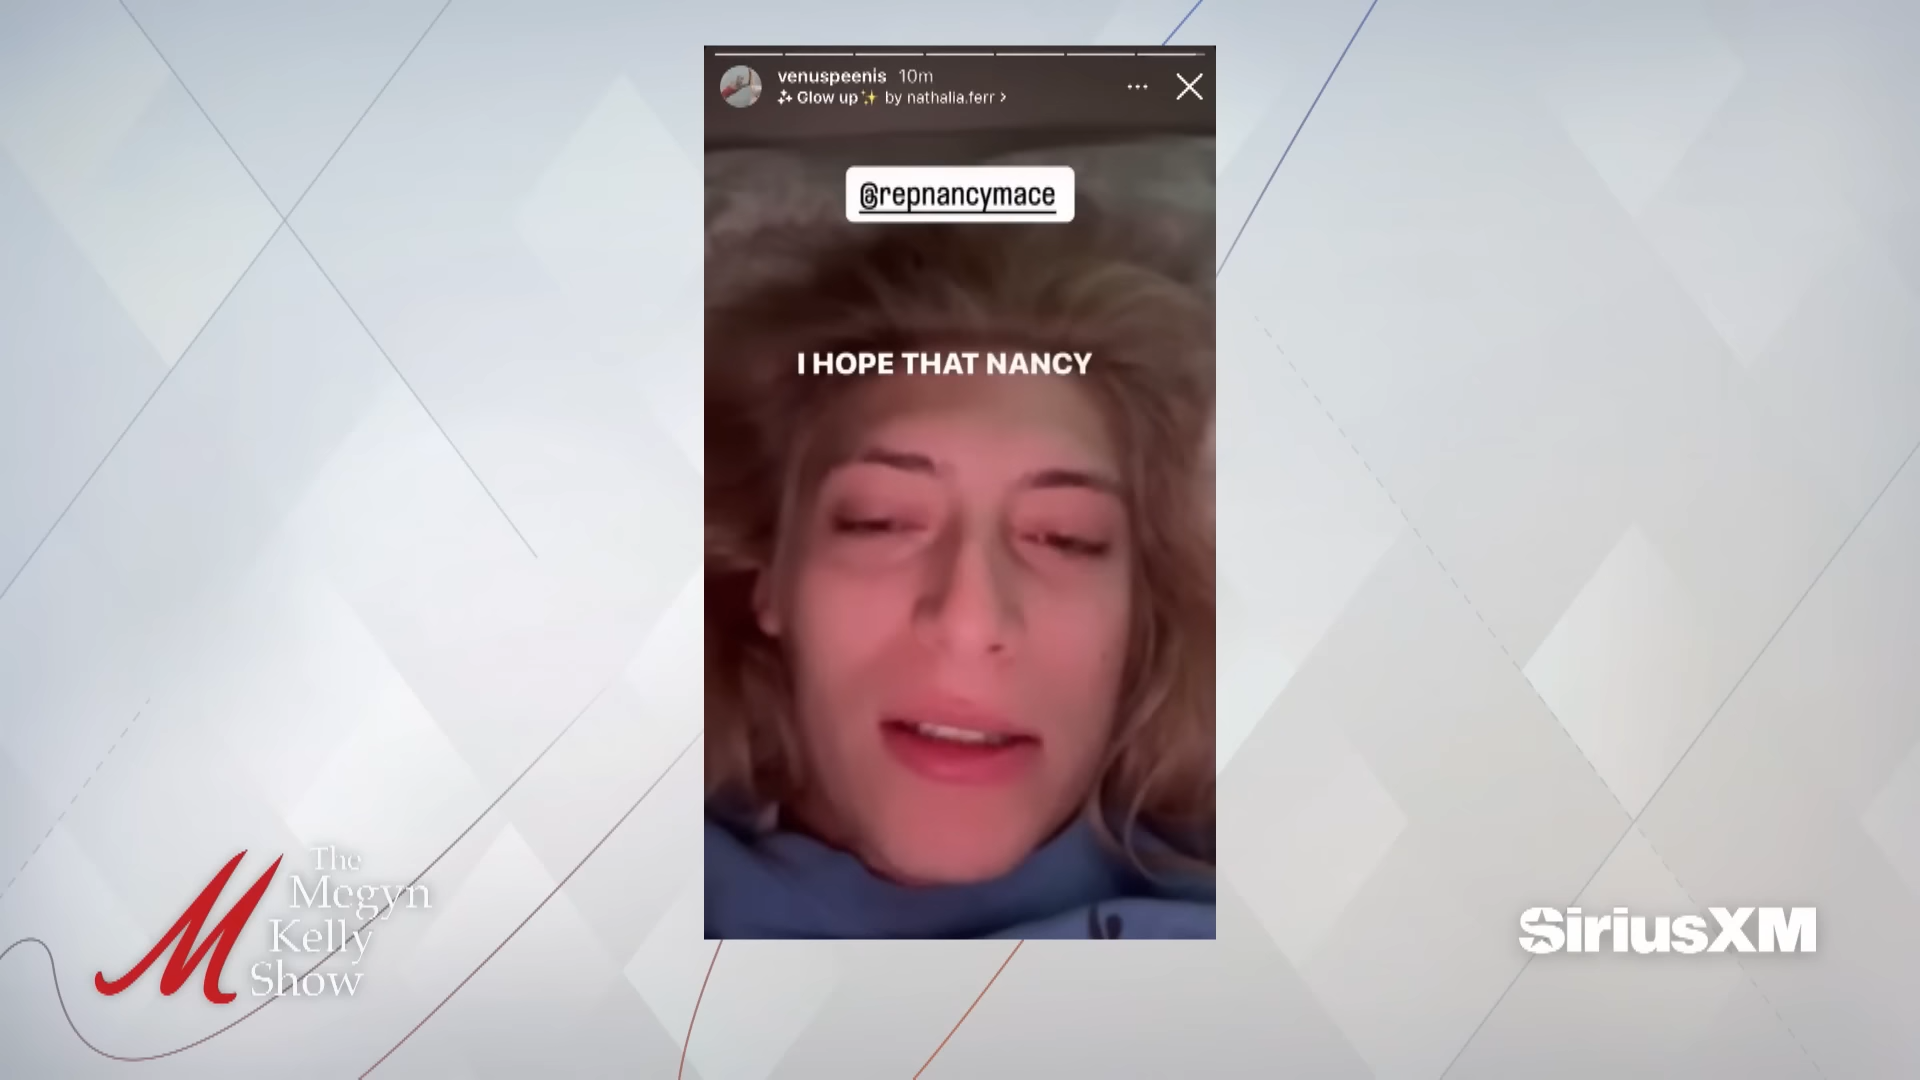 venuspeenis 10m
✨ Glow up ✨ by nathalia.ferr >
@repnancymace
I HOPE THAT NANCY
The
Megyn
Kelly
Show
SiriusXM